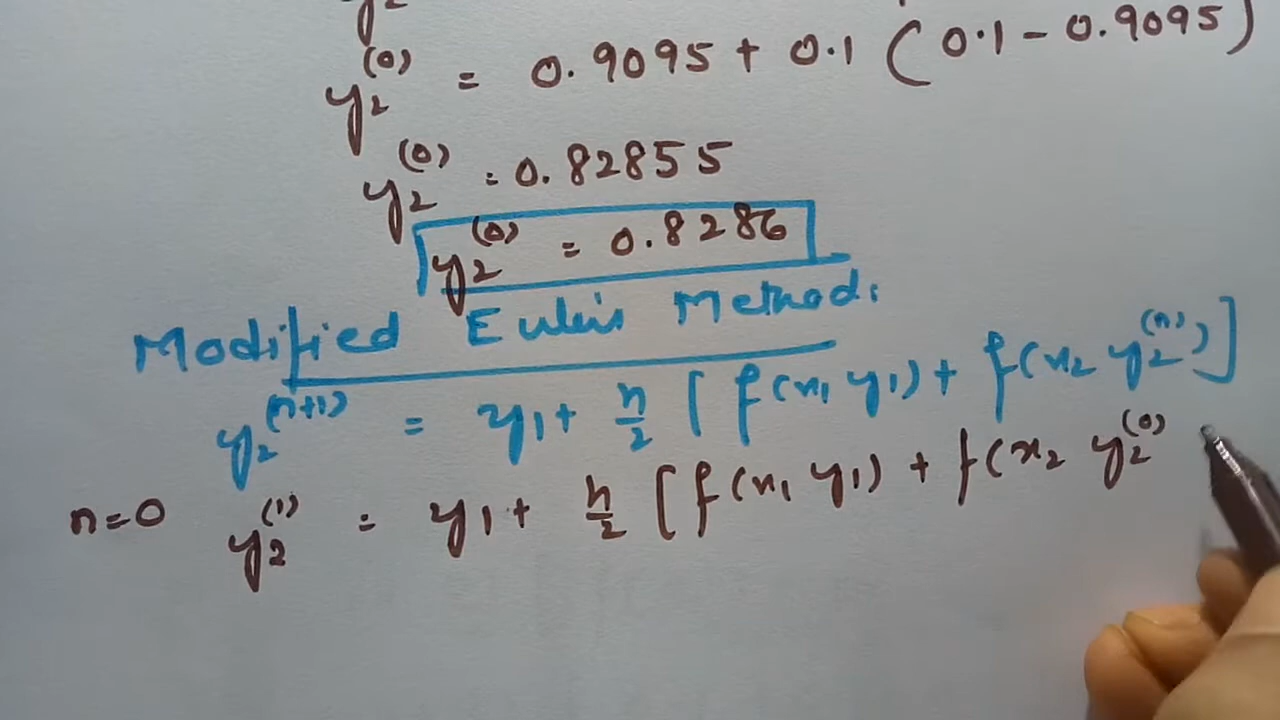 y₂
y₂⁽⁰⁾ = 0.9095 + 0.1 (0.1 - 0.9095)
y₂⁽⁰⁾ = 0.82855
y₂⁽⁰⁾ = 0.8286
Modified Euler's Method:
y₂⁽ⁿ⁺¹⁾ = y₁ + h/2 [f(x₁ y₁) + f(x₂ y₂⁽ⁿ⁾)]
n=0 y₂⁽¹⁾ = y₁ + h/2 [f(x₁ y₁) + f(x₂ y₂⁽⁰⁾